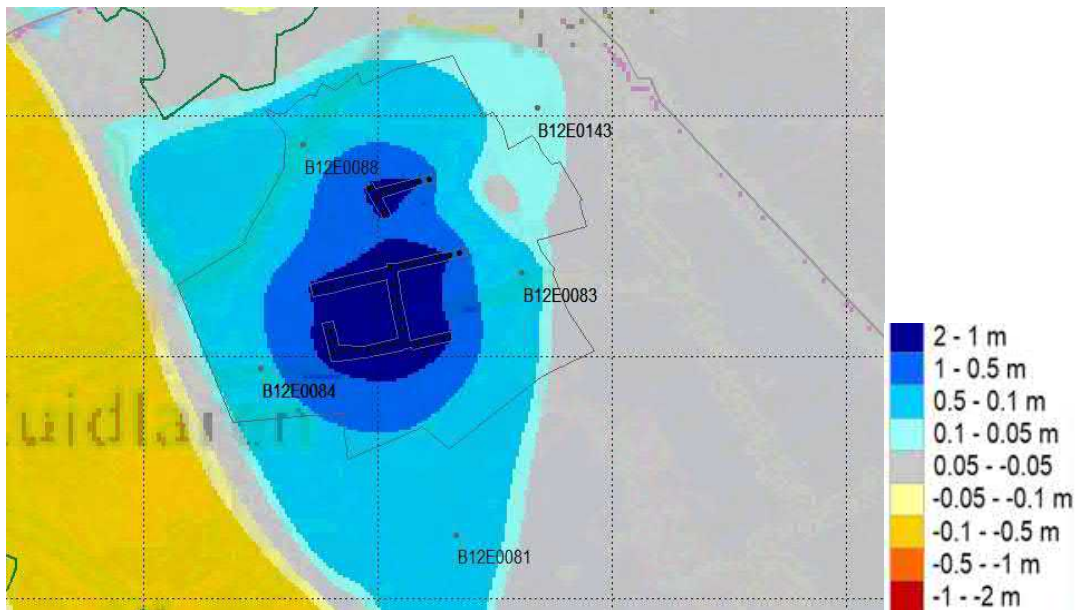 B12E0143
B12E0088
B12E0083
B12E0084
B12E0081
2 - 1 m
1 - 0.5 m
0.5 - 0.1 m
0.1 - 0.05 m
0.05 - -0.05
-0.05 - -0.1 m
-0.1 - -0.5 m
-0.5 - -1 m
-1 - -2 m